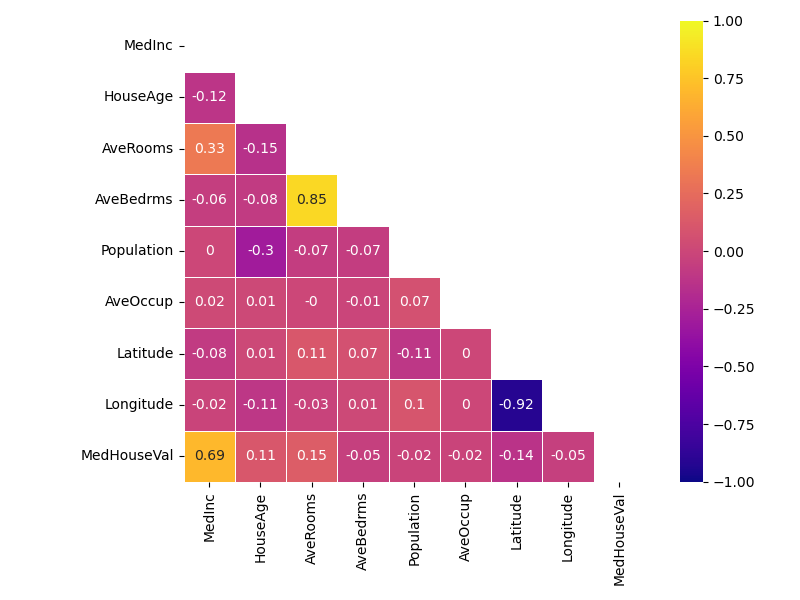 MedInc
HouseAge -0.12
AveRooms 0.33 -0.15
AveBedrms -0.06 -0.08 0.85
Population 0 -0.3 -0.07 -0.07
AveOccup 0.02 0.01 -0 -0.01 0.07
Latitude -0.08 0.01 0.11 0.07 -0.11 0
Longitude -0.02 -0.11 -0.03 0.01 0.1 0 -0.92
MedHouseVal 0.69 0.11 0.15 -0.05 -0.02 -0.02 -0.14 -0.05
MedInc HouseAge AveRooms AveBedrms Population AveOccup Latitude Longitude MedHouseVal
1.00
0.75
0.50
0.25
0.00
−0.25
−0.50
−0.75
−1.00